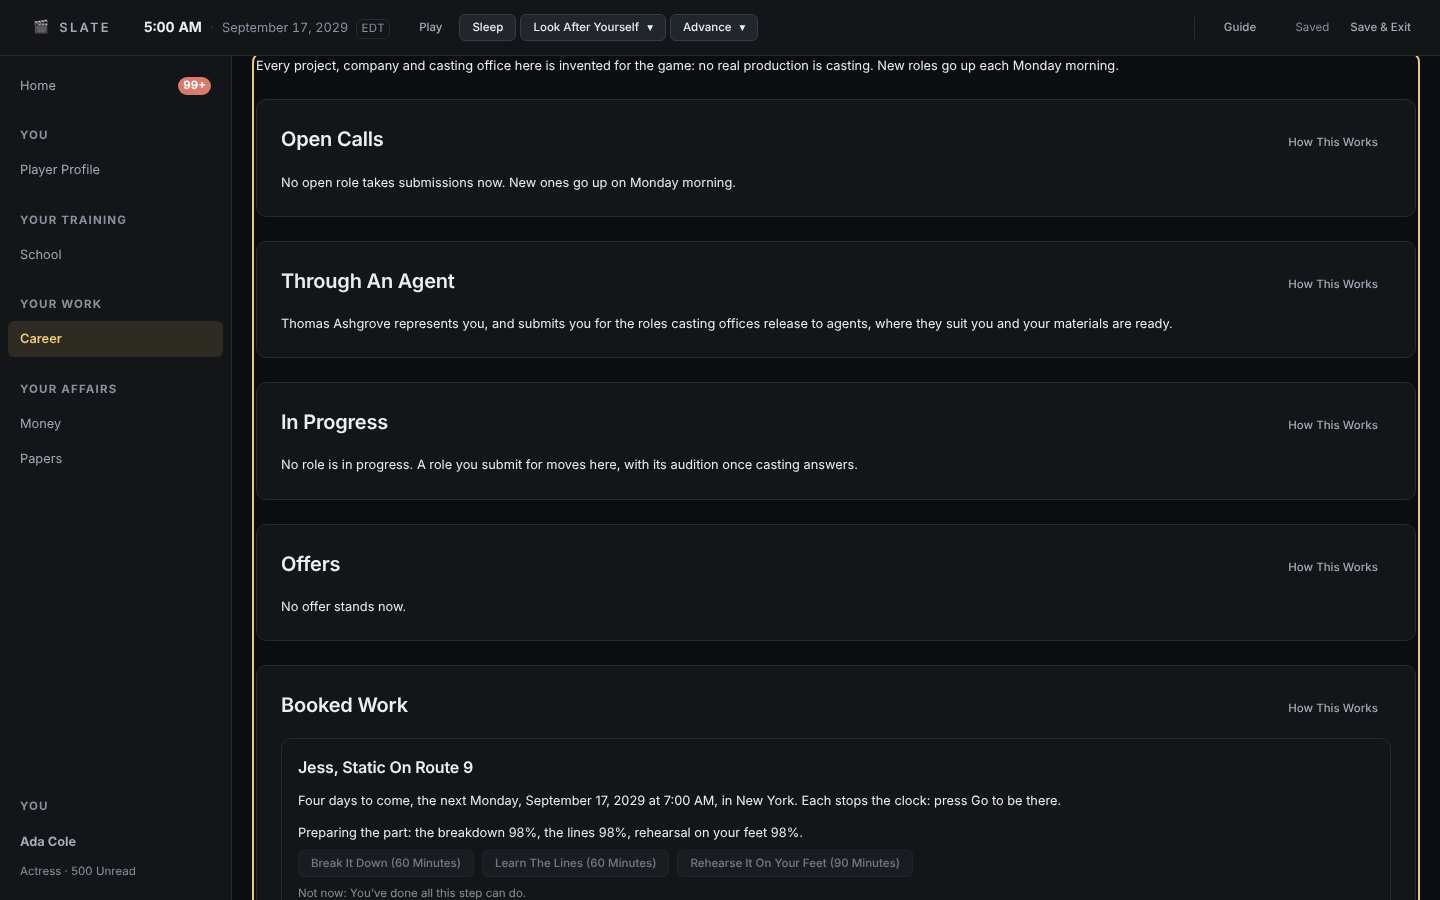 SLATE
5:00 AM · September 17, 2029 EDT
Play
Sleep
Look After Yourself ▾
Advance ▾
Guide
Saved
Save & Exit
Home
99+
YOU
Player Profile
YOUR TRAINING
School
YOUR WORK
Career
YOUR AFFAIRS
Money
Papers
YOU
Ada Cole
Actress · 500 Unread
Every project, company and casting office here is invented for the game: no real production is casting. New roles go up each Monday morning.
Open Calls
How This Works
No open role takes submissions now. New ones go up on Monday morning.
Through An Agent
How This Works
Thomas Ashgrove represents you, and submits you for the roles casting offices release to agents, where they suit you and your materials are ready.
In Progress
How This Works
No role is in progress. A role you submit for moves here, with its audition once casting answers.
Offers
How This Works
No offer stands now.
Booked Work
How This Works
Jess, Static On Route 9
Four days to come, the next Monday, September 17, 2029 at 7:00 AM, in New York. Each stops the clock: press Go to be there.
Preparing the part: the breakdown 98%, the lines 98%, rehearsal on your feet 98%.
Break It Down (60 Minutes)
Learn The Lines (60 Minutes)
Rehearse It On Your Feet (90 Minutes)
Not now: You've done all this step can do.